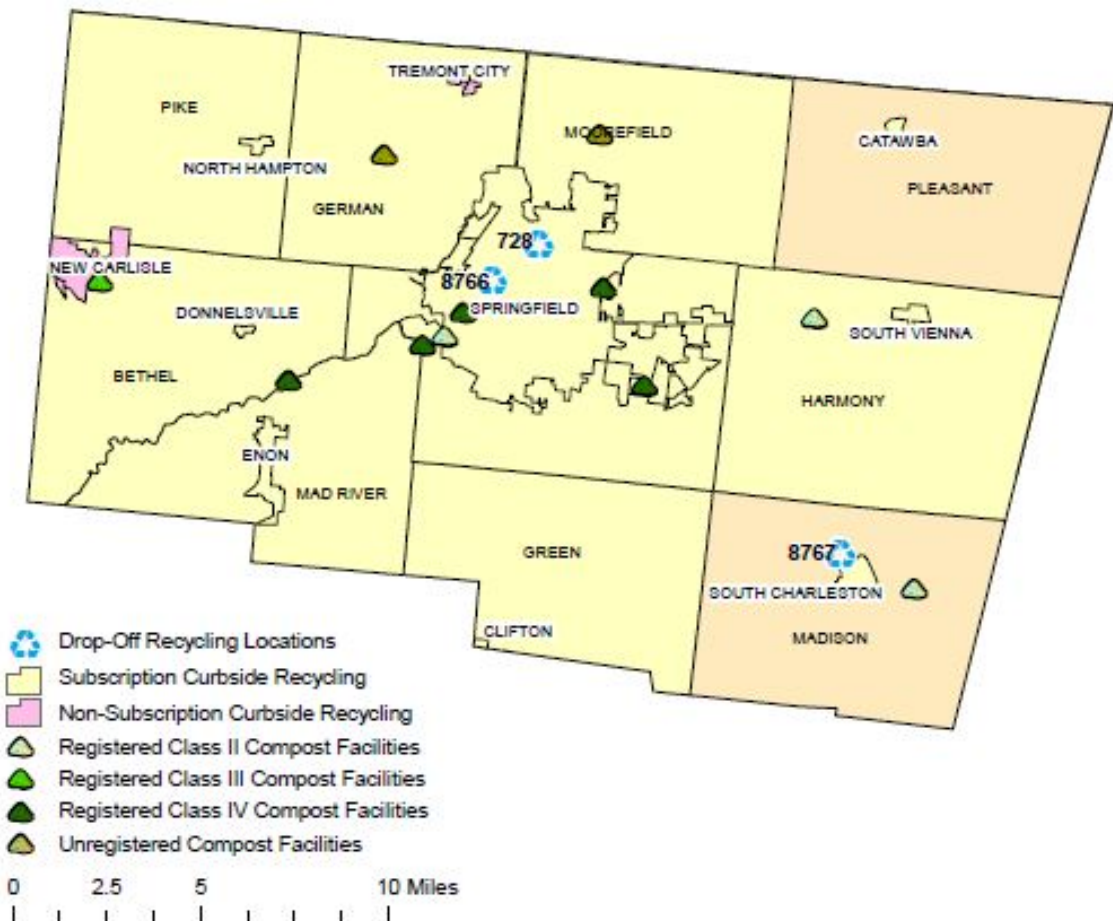 TREMONT CITY
PIKE
MOOREFIELD
CATAWBA
NORTH HAMPTON
PLEASANT
GERMAN
728
NEW CARLISLE
8766
DONNELSVILLE
SPRINGFIELD
SOUTH VIENNA
BETHEL
HARMONY
ENON
MAD RIVER
GREEN
8767
SOUTH CHARLESTON
CLIFTON
MADISON
Drop-Off Recycling Locations
Subscription Curbside Recycling
Non-Subscription Curbside Recycling
Registered Class II Compost Facilities
Registered Class III Compost Facilities
Registered Class IV Compost Facilities
Unregistered Compost Facilities
0 2.5 5 10 Miles